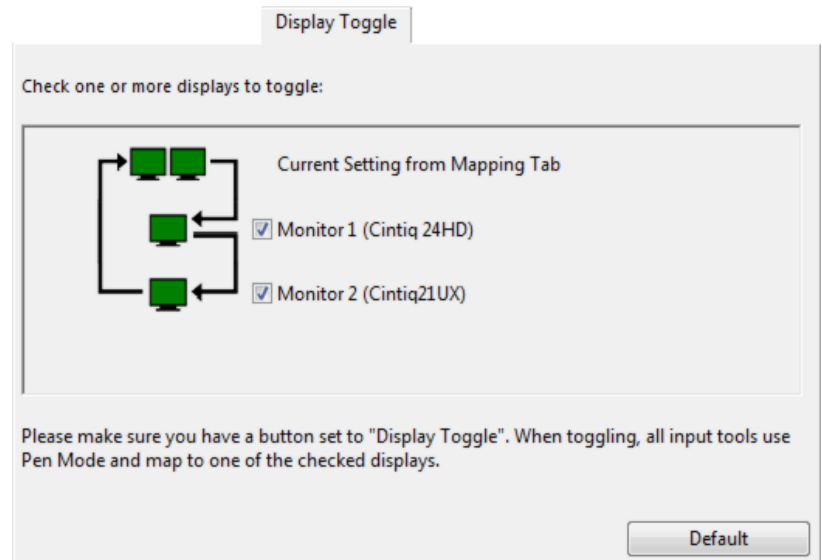 Display Toggle
Check one or more displays to toggle:
Current Setting from Mapping Tab
Monitor 1 (Cintiq 24HD)
Monitor 2 (Cintiq21UX)
Please make sure you have a button set to "Display Toggle". When toggling, all input tools use
Pen Mode and map to one of the checked displays.
Default